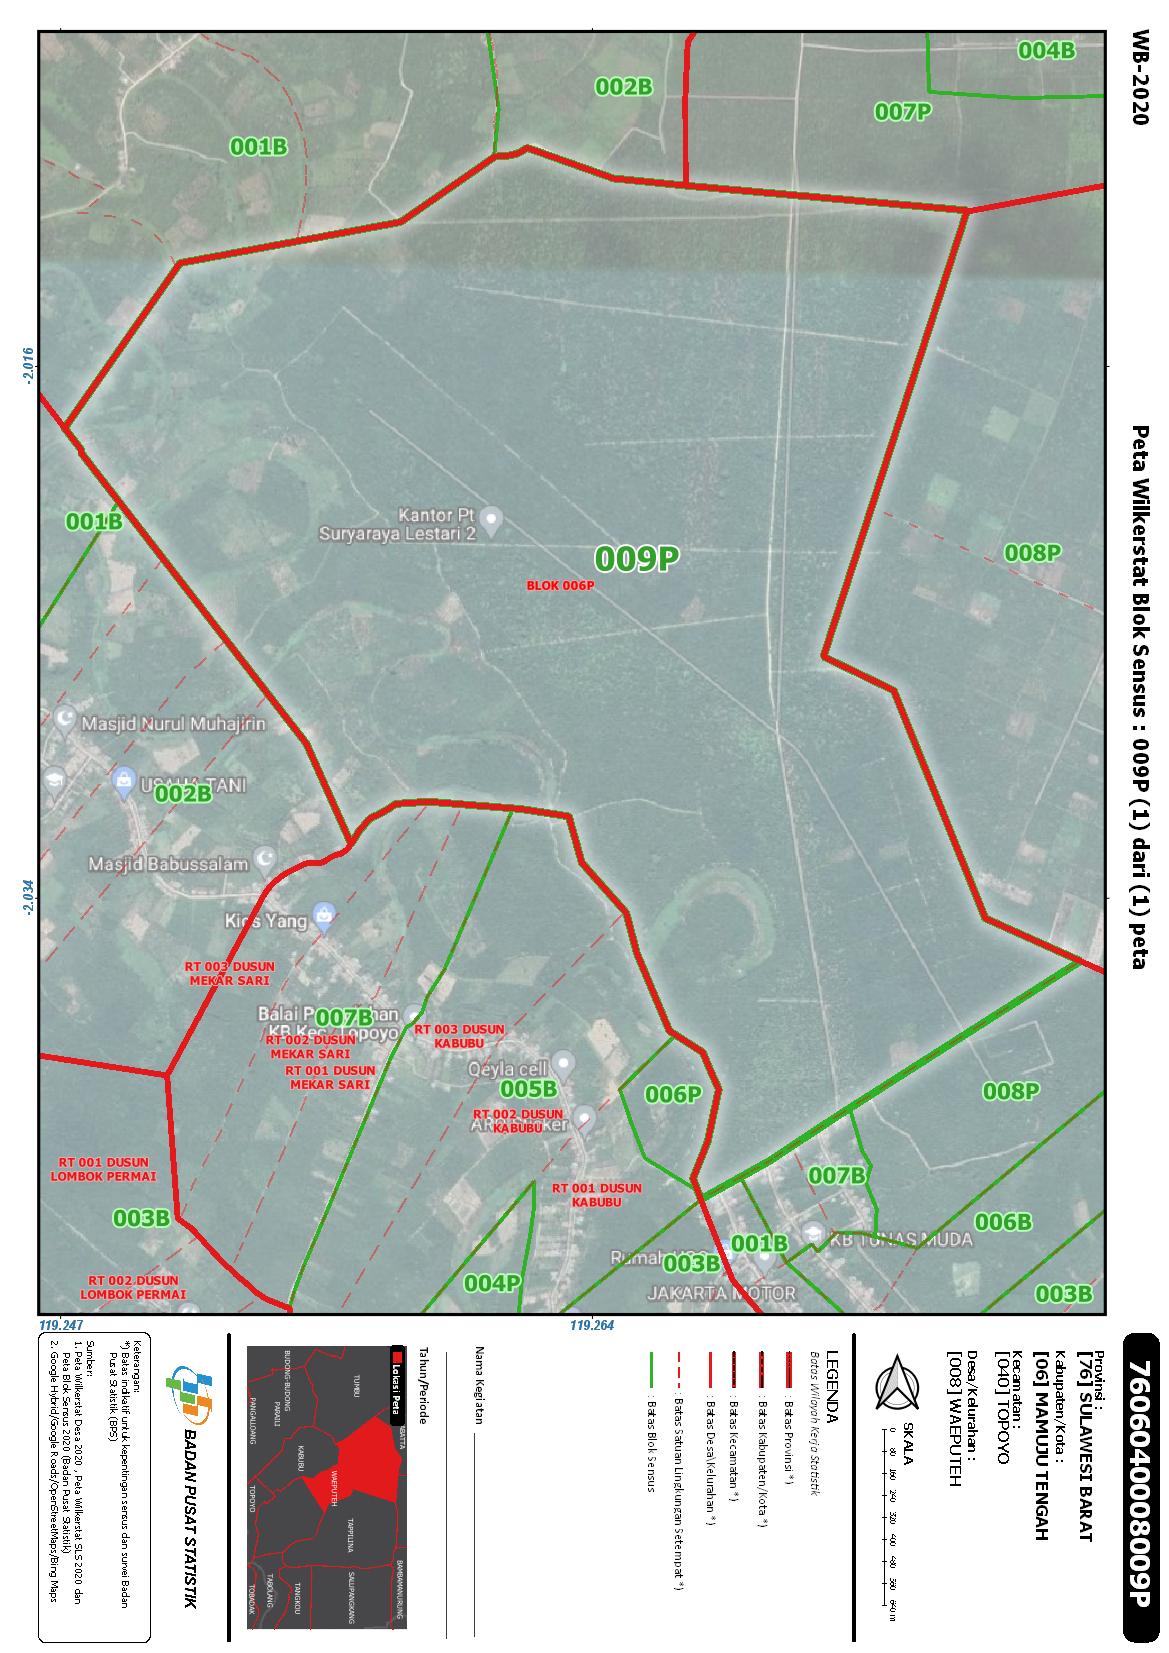 WB-2020
Peta Wilkerstat Blok Sensus : 009P (1) dari (1) peta
7606040008009P
004B
002B
007P
001B
-2.016
001B
Kantor Pt
Suryaraya Lestari 2
009P
BLOK 006P
008P
Masjid Nurul Muhajirin
USAHA TANI
002B
Masjid Babussalam
-2.034
Kios Yang
RT 003 DUSUN
MEKAR SARI
007B
KB Kec. Topoyo
RT 002 DUSUN
MEKAR SARI
RT 001 DUSUN
MEKAR SARI
RT 003 DUSUN
KABUBU
Qeyla cell
005B
RT 002 DUSUN
KABUBU
006P
008P
RT 001 DUSUN
LOMBOK PERMAI
RT 001 DUSUN
KABUBU
007B
003B
006B
KB TUNAS MUDA
001B
003B
RT 002 DUSUN
LOMBOK PERMAI
004P
JAKARTA MOTOR
003B
119.247
119.264
Provinsi :
[76] SULAWESI BARAT
Kabupaten/Kota :
[06] MAMUJU TENGAH
Kecamatan :
[040] TOPOYO
Desa/Kelurahan :
[008] WAEPUTEH
SKALA
0 80 160 240 320 400 480 560 640 m
LEGENDA
Batas Wilayah Kerja Statistik
: Batas Provinsi *)
: Batas Kabupaten/Kota *)
: Batas Kecamatan *)
: Batas Desa\Kelurahan *)
: Batas Satuan Lingkungan Setempat *)
: Batas Blok Sensus
Nama Kegiatan
Tahun/Periode
Lokasi Peta
TUMBU
BUDONG-BUDONG
PARAILI
PANGALLOANG
KABUBU
WAEPUTEH
TOPOYO
TAPPILINA
BAMBAMANURUNG
SALUPANGKANG
TANGKOU
TABOLANG
TOBADAK
BADAN PUSAT STATISTIK
Keterangan:
*) Batas indikatif untuk kepentingan sensus dan survei Badan
Pusat Statistik (BPS)
Sumber:
1. Peta Wilkerstat Desa 2020 , Peta Wilkerstat SLS 2020 dan
Peta Blok Sensus 2020 (Badan Pusat Statistik)
2. Google Hybrid/Google Roads/OpenStreetMaps/Bing Maps